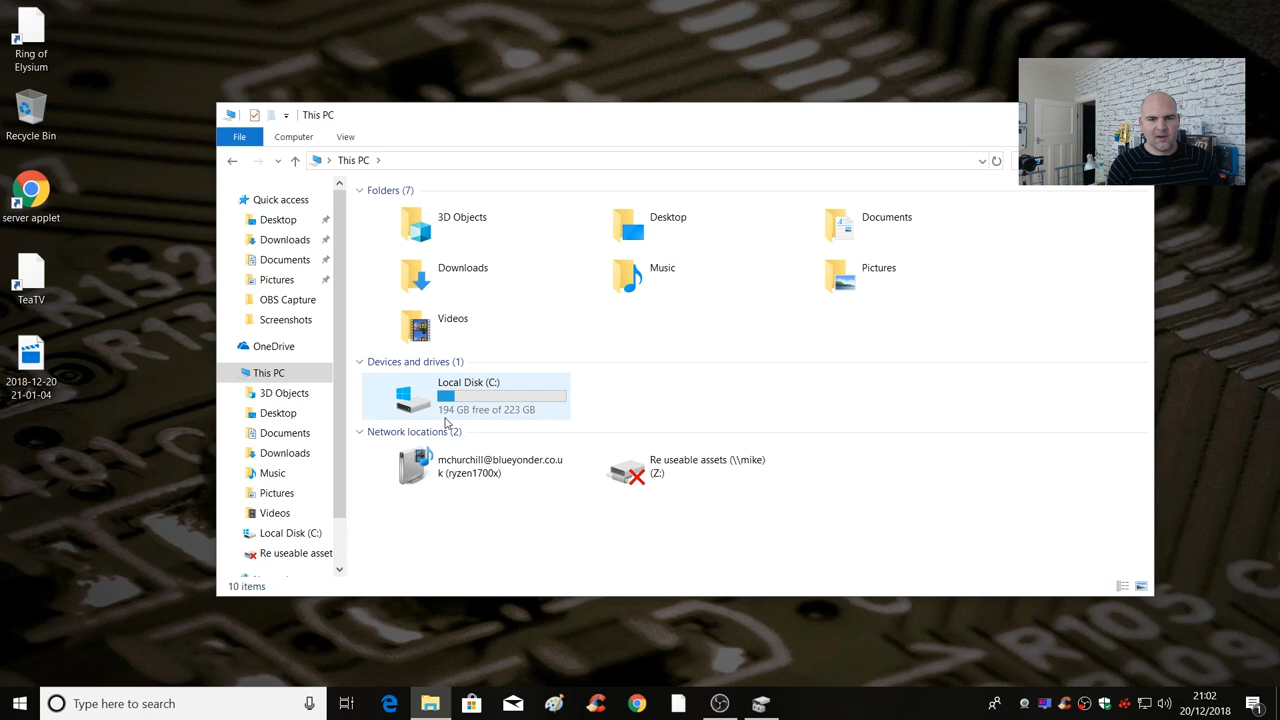 Ring of
Elysium
Recycle Bin
server applet
TeaTV
2018-12-20
21-01-04
This PC
File
Computer
View
This PC
Quick access
Desktop
Downloads
Documents
Pictures
OBS Capture
Screenshots
OneDrive
This PC
3D Objects
Desktop
Documents
Downloads
Music
Pictures
Videos
Local Disk (C:)
Re useable asset
Folders (7)
3D Objects
Desktop
Documents
Downloads
Music
Pictures
Videos
Devices and drives (1)
Local Disk (C:)
194 GB free of 223 GB
Network locations (2)
mchurchill@blueyonder.co.u
k (ryzen1700x)
Re useable assets (\\mike)
(Z:)
10 items
Type here to search
21:02
20/12/2018
1